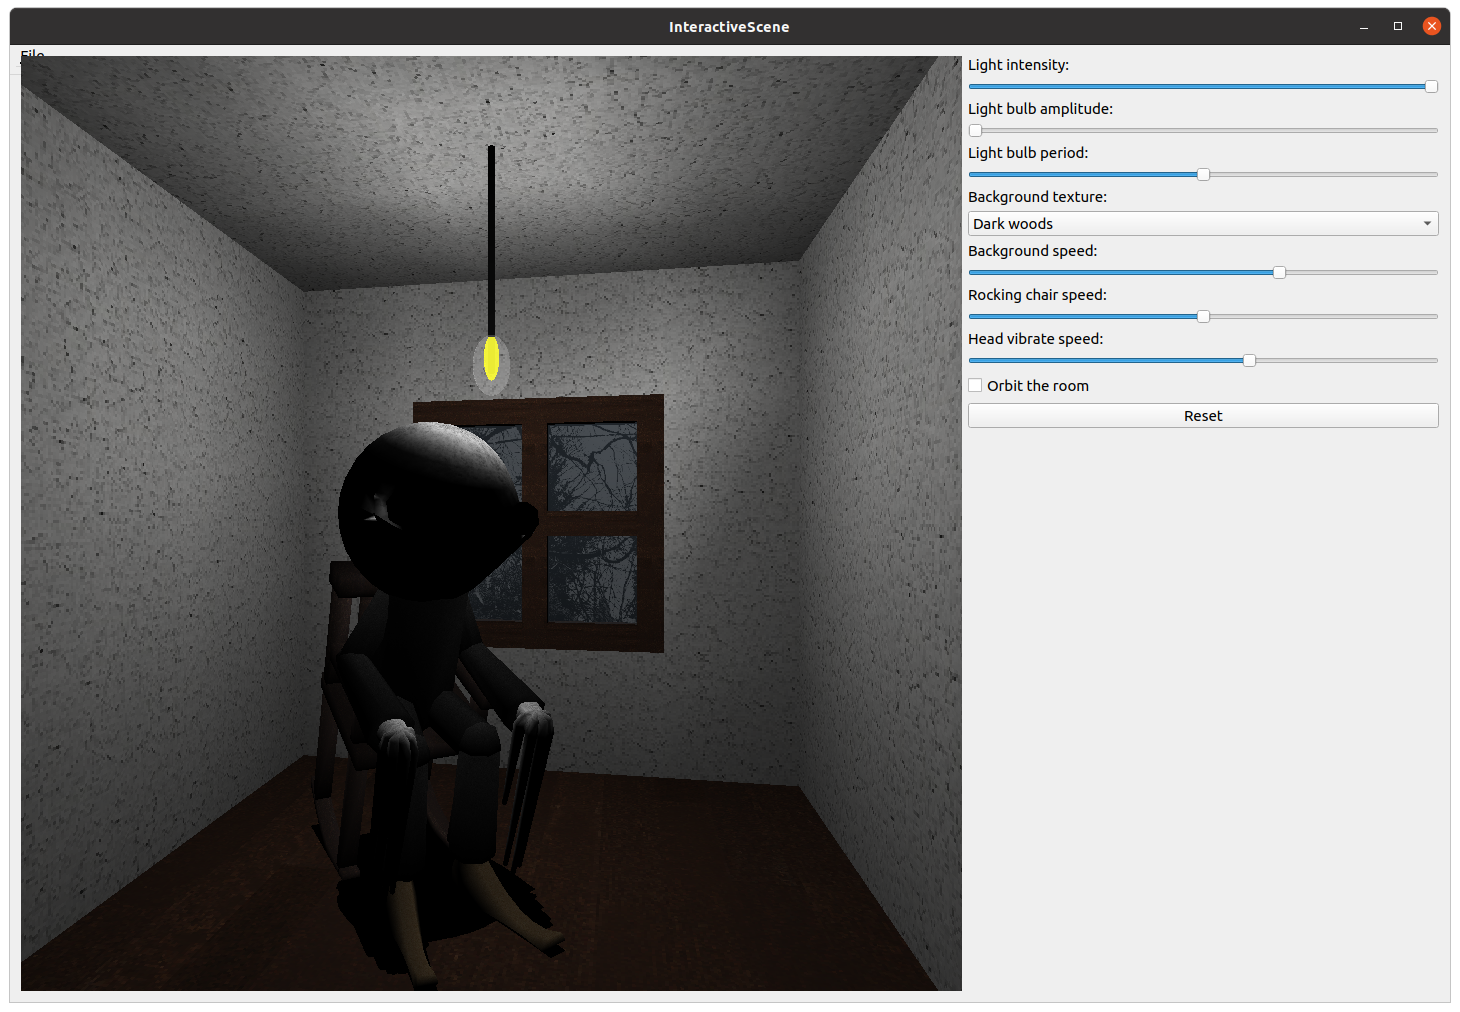 InteractiveScene
File
Light intensity:
Light bulb amplitude:
Light bulb period:
Background texture:
Dark woods
Background speed:
Rocking chair speed:
Head vibrate speed:
Orbit the room
Reset